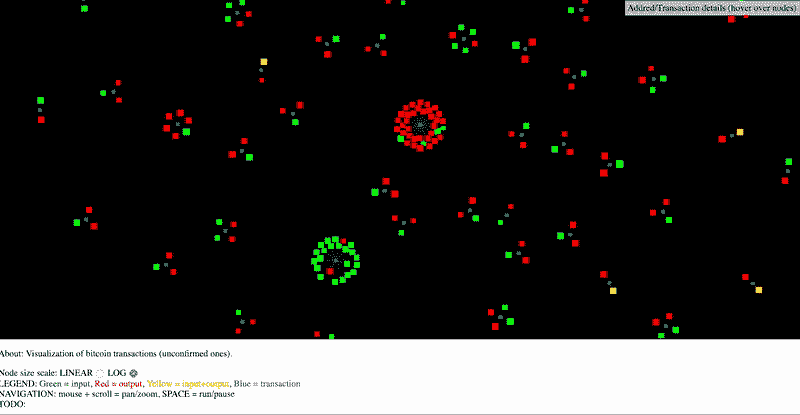 Addred/Transaction details (hover over nodes)
About: Visualization of bitcoin transactions (unconfirmed ones).
Node size scale: LINEAR LOG
LEGEND: Green = input, Red = output, Yellow = input+output, Blue = transaction
NAVIGATION: mouse + scroll = pan/zoom, SPACE = run/pause
TODO: